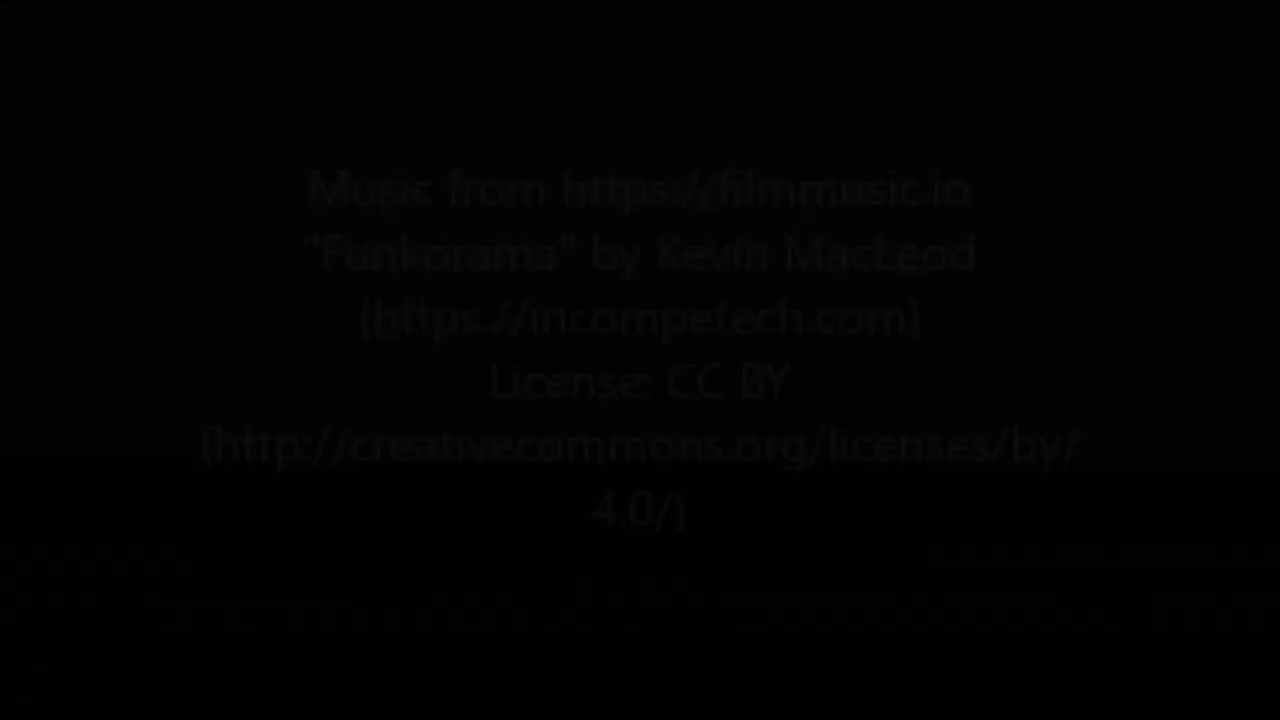 Music from https://filmmusic.io
"Funkorama" by Kevin MacLeod
(https://incompetech.com)
License: CC BY
(http://creativecommons.org/licenses/by/
4.0/)